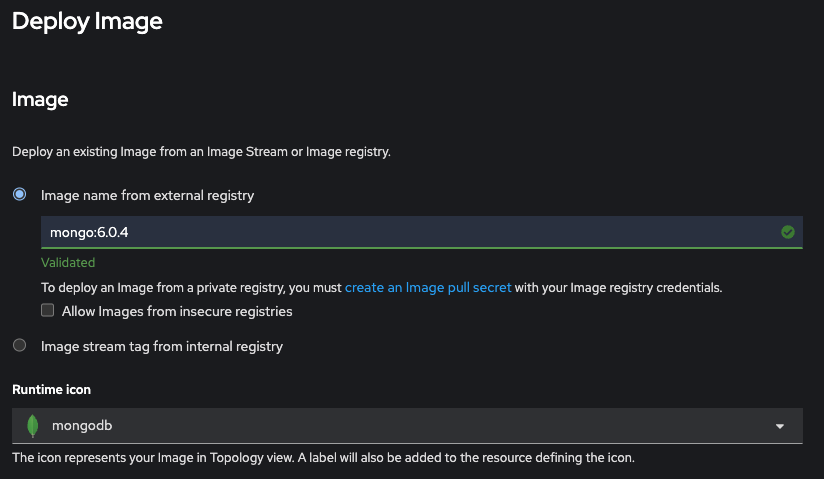 Deploy Image
Image
Deploy an existing Image from an Image Stream or Image registry.
Image name from external registry
mongo:6.0.4
Validated
To deploy an Image from a private registry, you must create an Image pull secret with your Image registry credentials.
Allow Images from insecure registries
Image stream tag from internal registry
Runtime icon
mongodb
The icon represents your Image in Topology view. A label will also be added to the resource defining the icon.